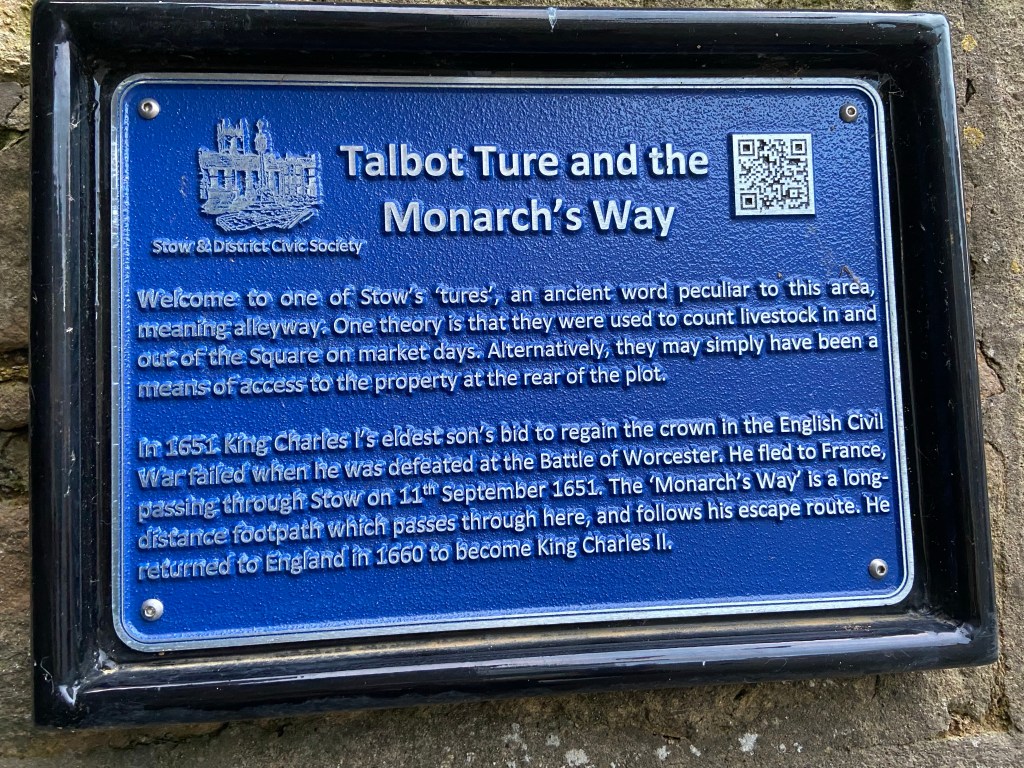 Talbot Ture and the
Monarch's Way
Stow & District Civic Society
Welcome to one of Stow's 'tures', an ancient word peculiar to this area,
meaning alleyway. One theory is that they were used to count livestock in and
out of the Square on market days. Alternatively, they may simply have been a
means of access to the property at the rear of the plot.
In 1651 King Charles I's eldest son's bid to regain the crown in the English Civil
War failed when he was defeated at the Battle of Worcester. He fled to France,
passing through Stow on 11th September 1651. The 'Monarch's Way' is a long-
distance footpath which passes through here, and follows his escape route. He
returned to England in 1660 to become King Charles II.